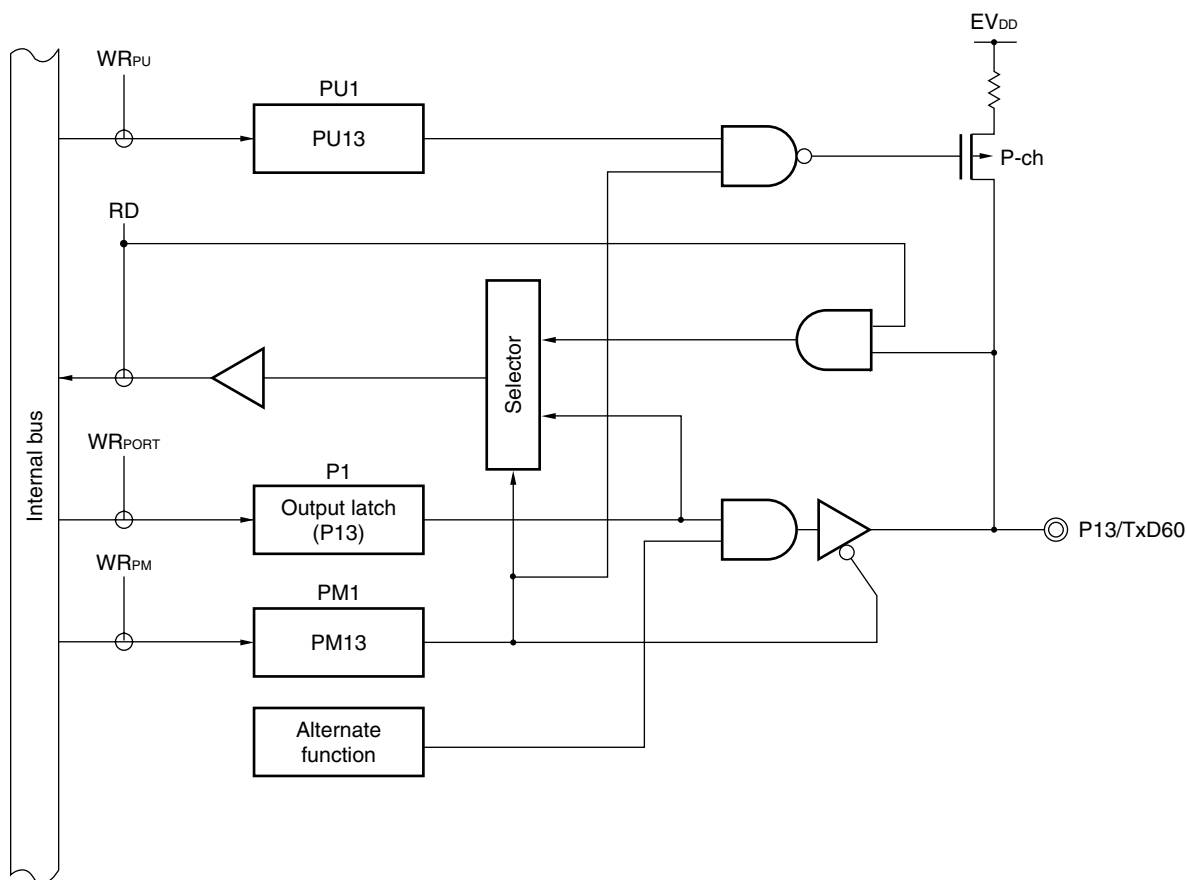 EVDD
WRPU
PU1
PU13
P-ch
RD
Selector
Internal bus
WRPORT
P1
Output latch
(P13)
P13/TxD60
WRPM
PM1
PM13
Alternate
function